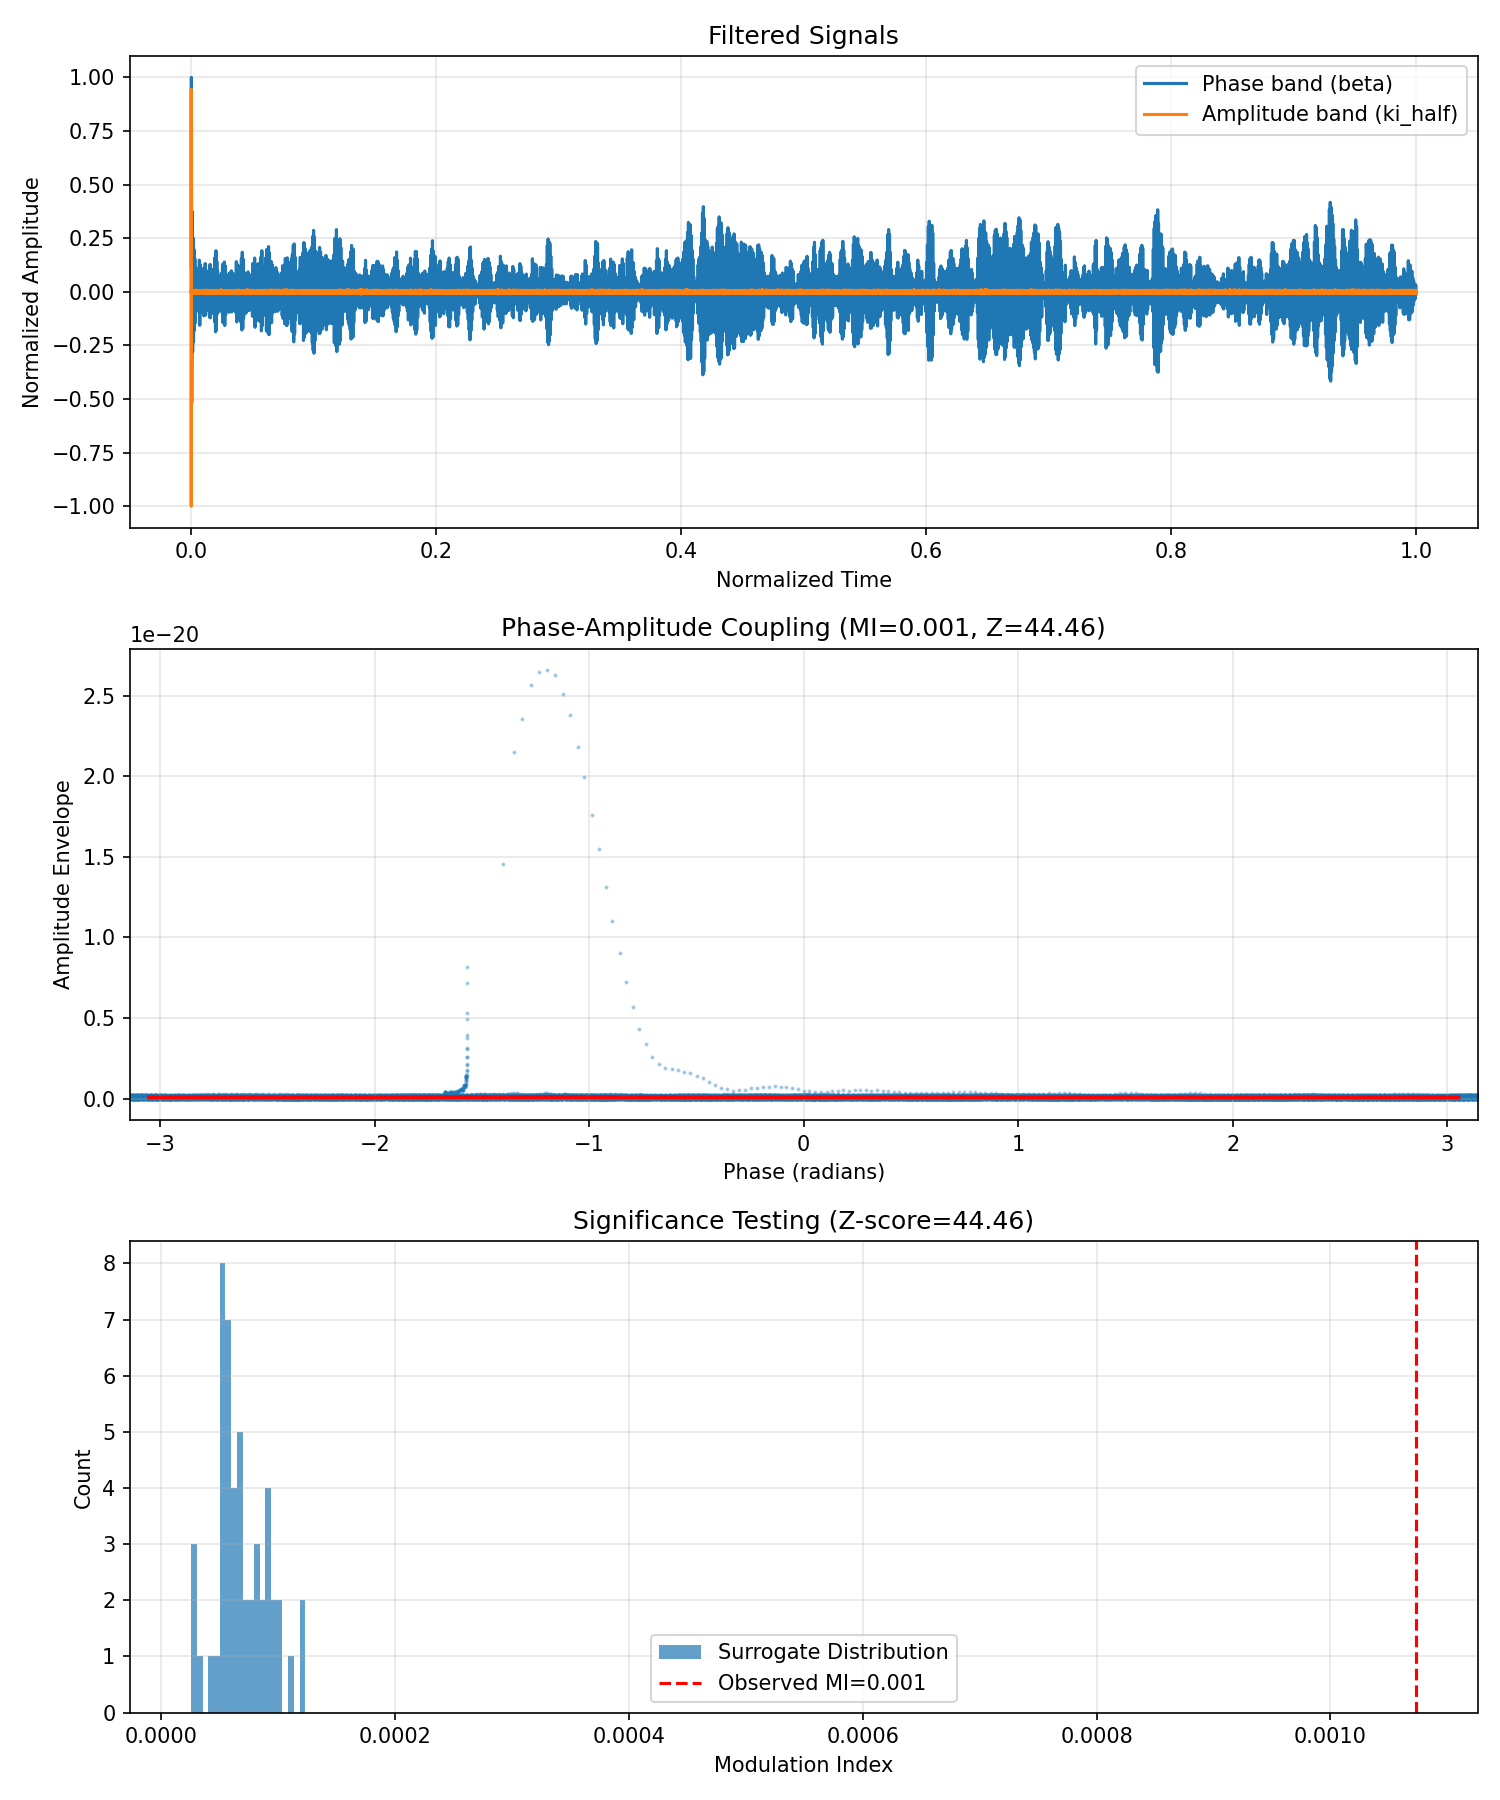 Filtered Signals
1.00
0.75
0.50
0.25
0.00
−0.25
−0.50
−0.75
−1.00
Normalized Amplitude
Phase band (beta)
Amplitude band (ki_half)
0.0 0.2 0.4 0.6 0.8 1.0
Normalized Time
1e−20
Phase-Amplitude Coupling (MI=0.001, Z=44.46)
2.5
2.0
1.5
1.0
0.5
0.0
Amplitude Envelope
−3 −2 −1 0 1 2 3
Phase (radians)
Significance Testing (Z-score=44.46)
8
7
6
5
4
3
2
1
0
Count
Surrogate Distribution
Observed MI=0.001
0.0000 0.0002 0.0004 0.0006 0.0008 0.0010
Modulation Index